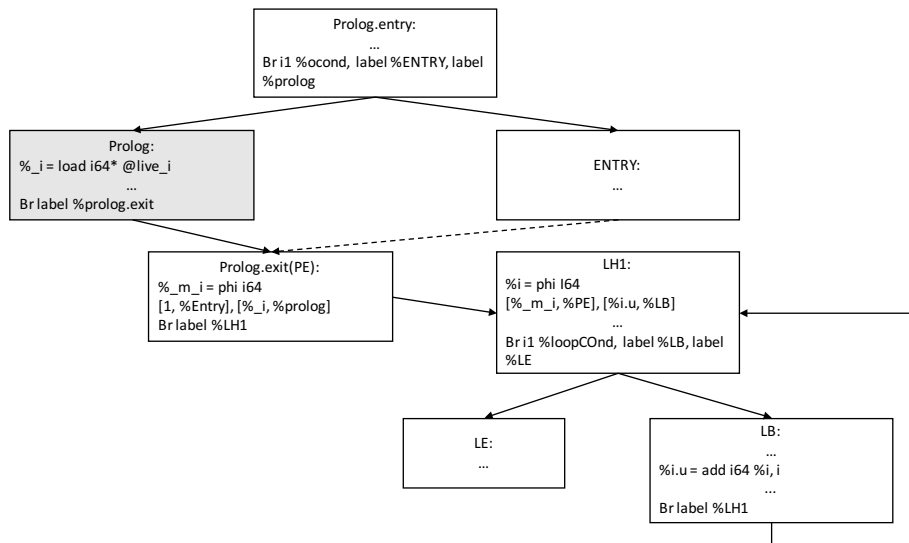 Prolog.entry:
...
Br i1 %ocond, label %ENTRY, label
%prolog
Prolog:
%_i = load i64* @live_i
...
Br label %prolog.exit
ENTRY:
...
Prolog.exit(PE):
%_m_i = phi i64
[1, %Entry], [%_i, %prolog]
Br label %LH1
LH1:
%i = phi I64
[%_m_i, %PE], [%i.u, %LB]
...
Br i1 %loopCOnd, label %LB, label
%LE
LE:
...
LB:
...
%i.u = add i64 %i, i
...
Br label %LH1